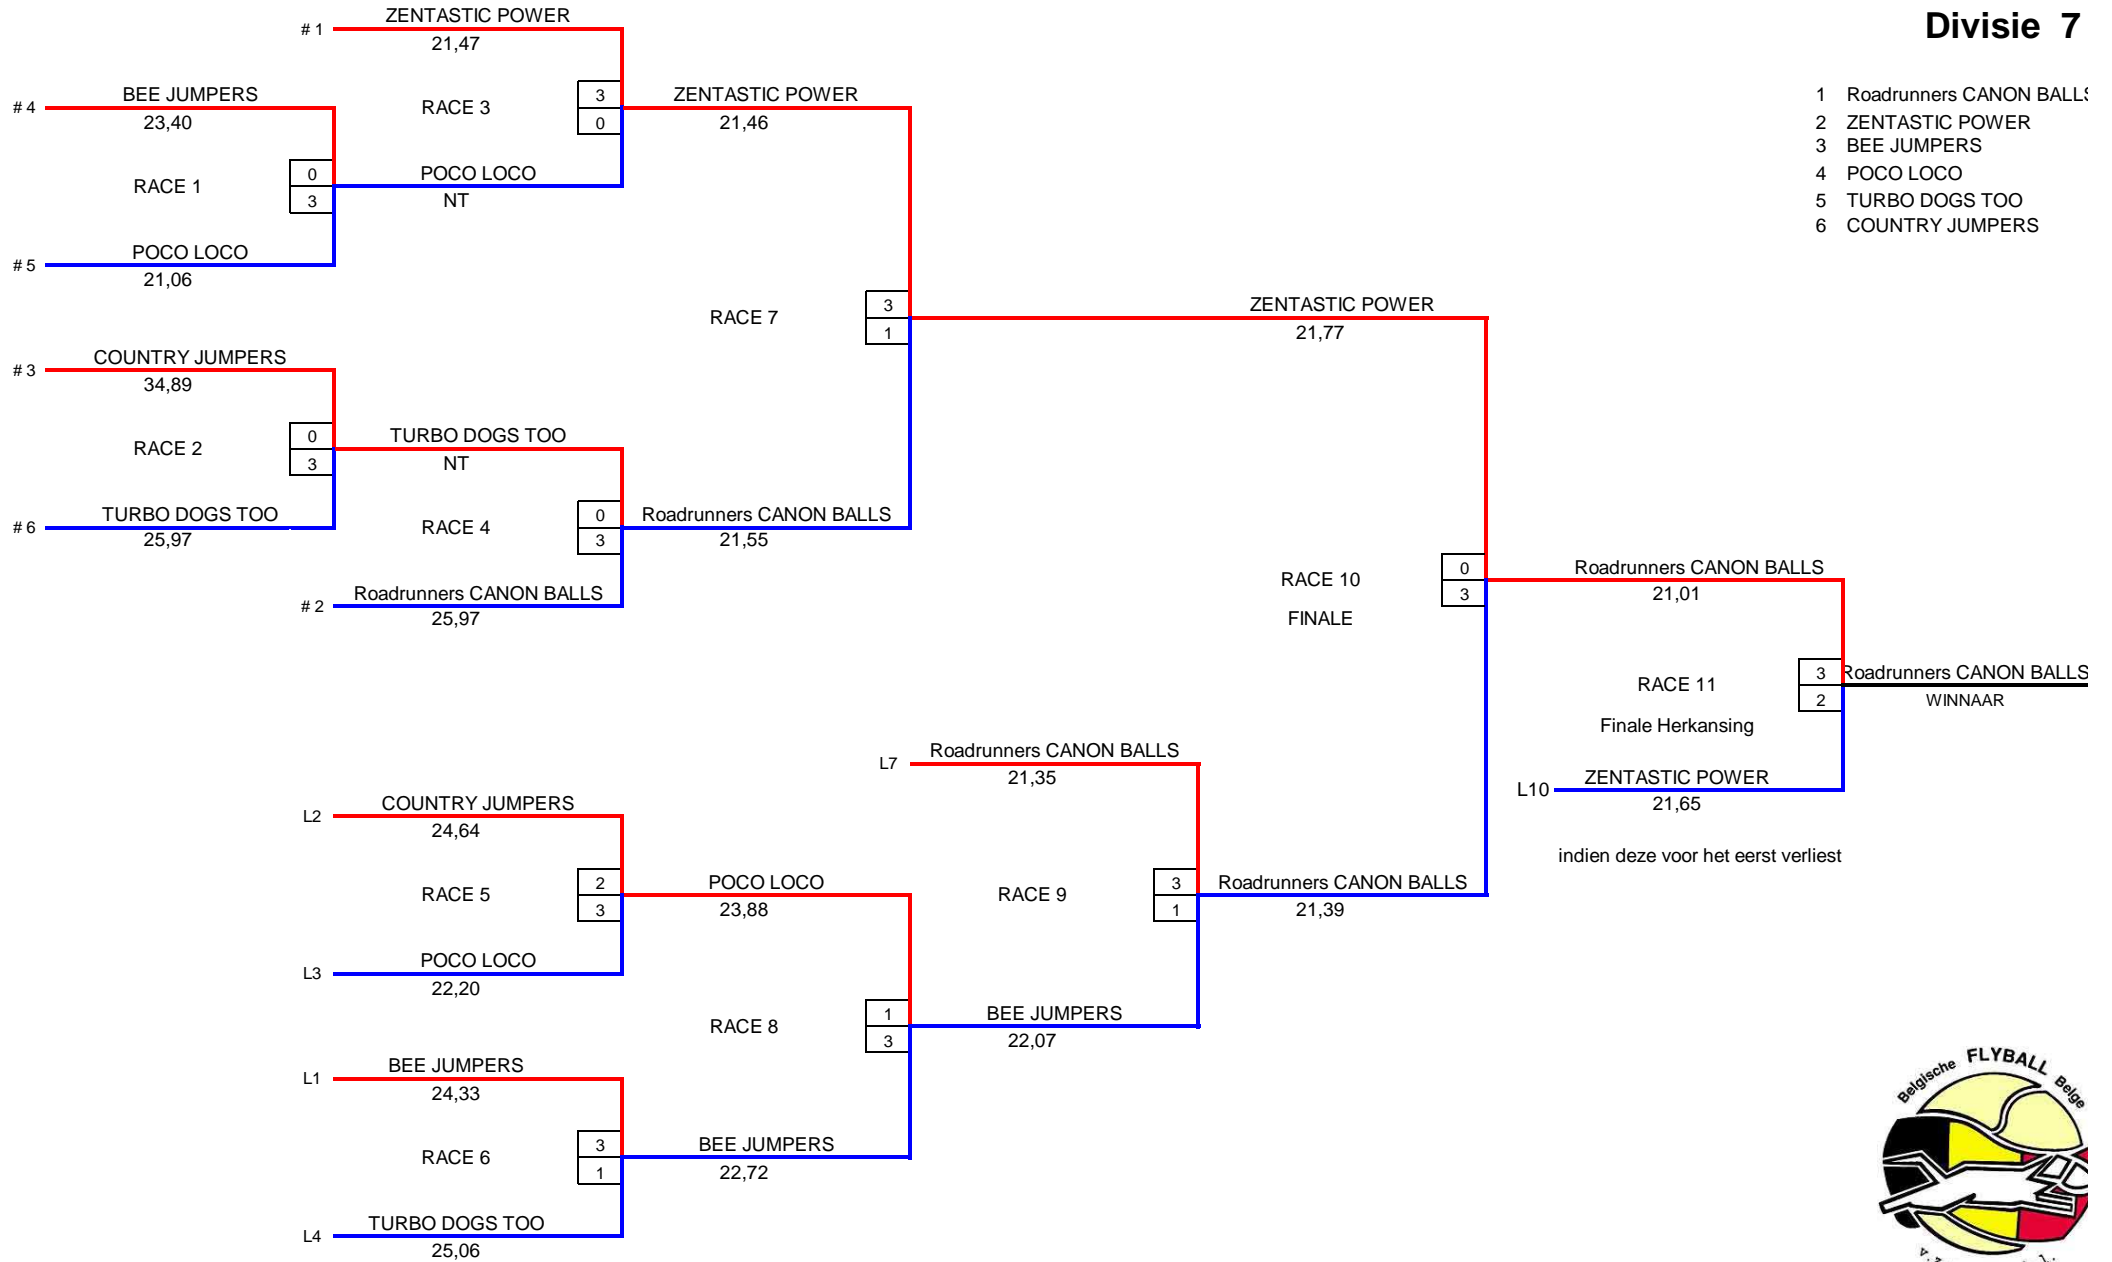 Divisie 7
1 Roadrunners CANON BALLS
2 ZENTASTIC POWER
3 BEE JUMPERS
4 POCO LOCO
5 TURBO DOGS TOO
6 COUNTRY JUMPERS
# 1 ZENTASTIC POWER
21,47
# 4 BEE JUMPERS
23,40
RACE 3
3
0
ZENTASTIC POWER
21,46
RACE 1
0
3
POCO LOCO
NT
# 5 POCO LOCO
21,06
RACE 7
3
1
ZENTASTIC POWER
21,77
# 3 COUNTRY JUMPERS
34,89
RACE 2
0
3
TURBO DOGS TOO
NT
# 6 TURBO DOGS TOO
25,97
RACE 4
0
3
Roadrunners CANON BALLS
21,55
# 2 Roadrunners CANON BALLS
25,97
RACE 10
FINALE
0
3
Roadrunners CANON BALLS
21,01
RACE 11
Finale Herkansing
3
2
Roadrunners CANON BALLS
WINNAAR
L10 ZENTASTIC POWER
21,65
indien deze voor het eerst verliest
L7 Roadrunners CANON BALLS
21,35
L2 COUNTRY JUMPERS
24,64
RACE 5
2
3
POCO LOCO
23,88
RACE 9
3
1
Roadrunners CANON BALLS
21,39
L3 POCO LOCO
22,20
RACE 8
1
3
BEE JUMPERS
22,07
L1 BEE JUMPERS
24,33
RACE 6
3
1
BEE JUMPERS
22,72
L4 TURBO DOGS TOO
25,06
Belgische FLYBALL Belge